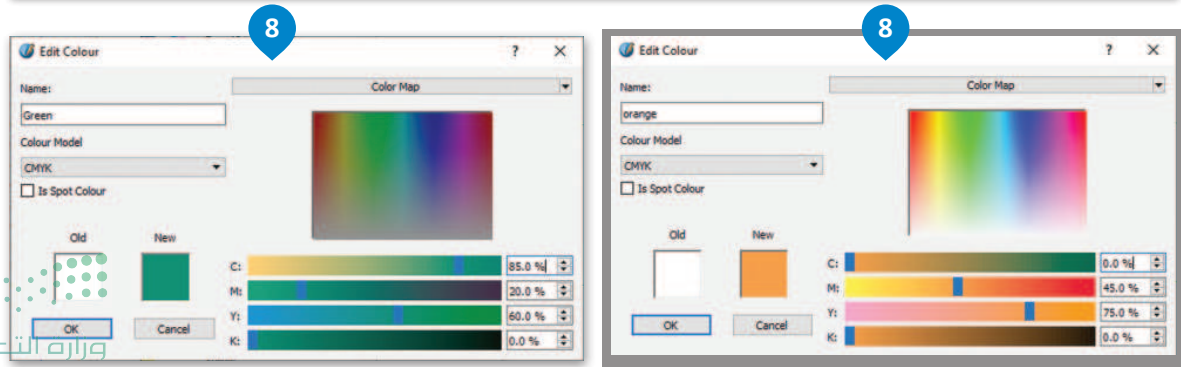 8
Edit Colour ? ×
Name:
Color Map
Green
Colour Model
CMYK
Is Spot Colour
Old New
C: 85.0 %
M: 20.0 %
Y: 60.0 %
K: 0.0 %
OK Cancel
8
Edit Colour ? ×
Name:
Color Map
orange
Colour Model
CMYK
Is Spot Colour
Old New
C: 0.0 %
M: 45.0 %
Y: 75.0 %
K: 0.0 %
OK Cancel
وزارة